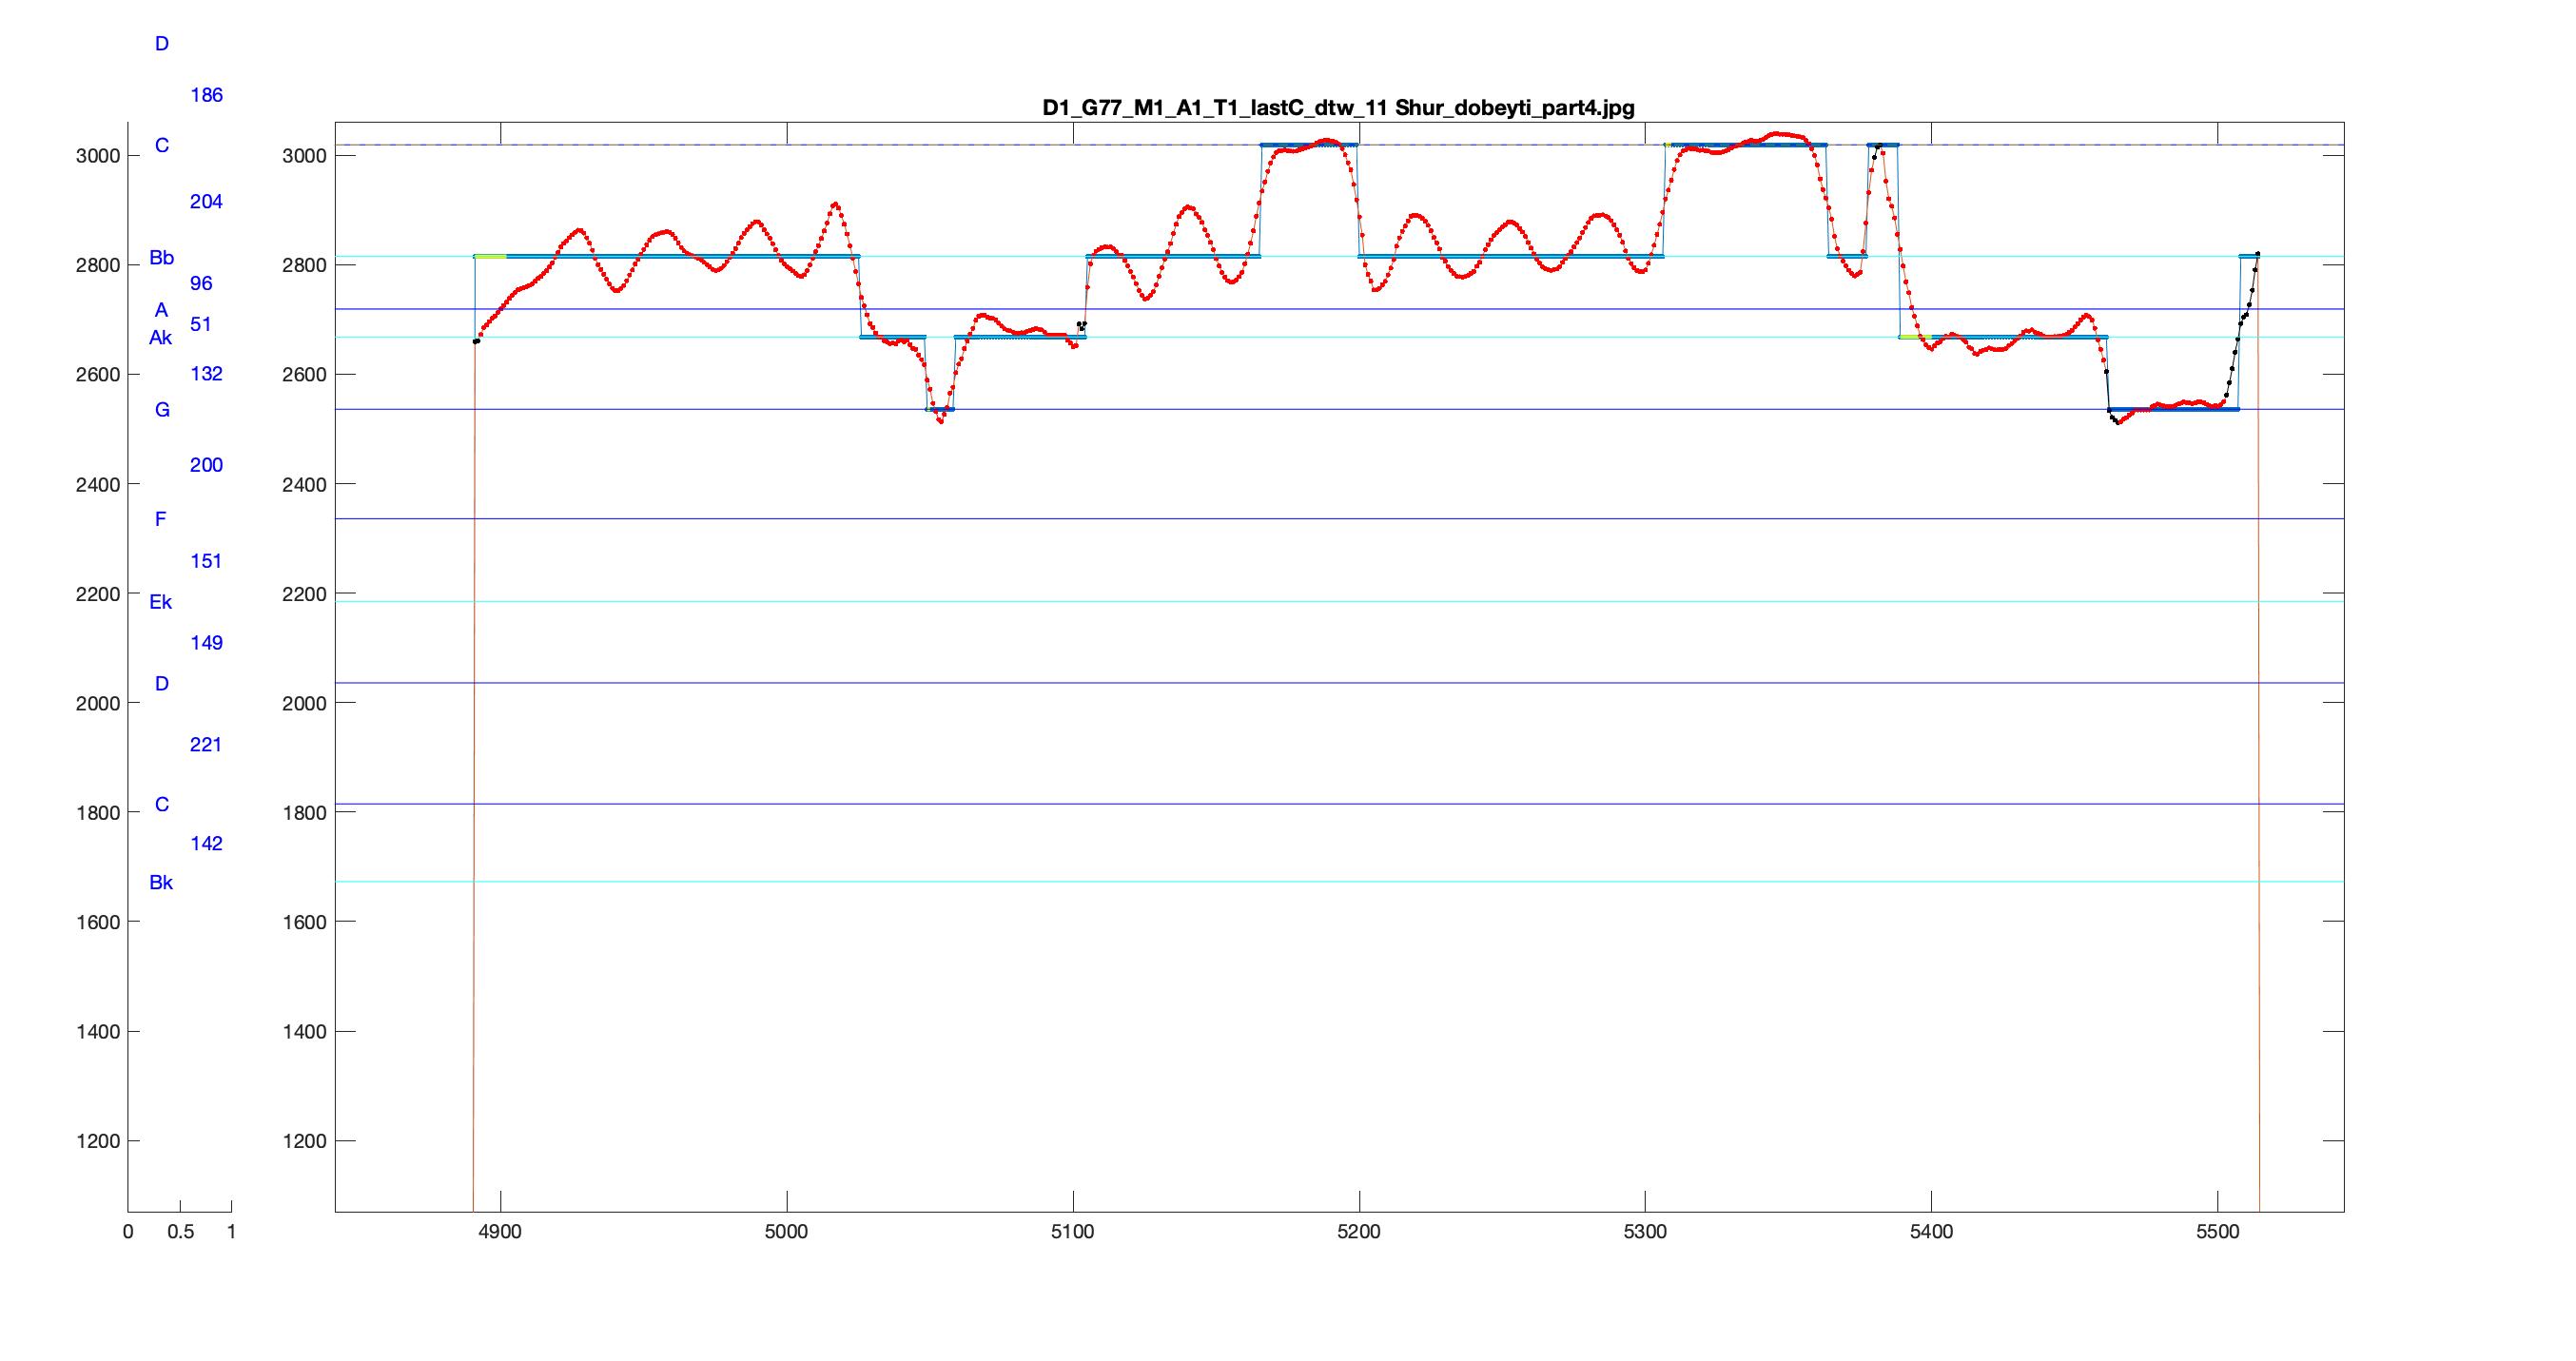 D
186
D1_G77_M1_A1_T1_lastC_dtw_11 Shur_dobeyti_part4.jpg
3000 C 3000
204
2800 Bb 2800
96
A
51
Ak
2600 132 2600
G
200
2400 2400
F
151
2200 Ek 2200
149
D
2000 2000
221
1800 C 1800
142
Bk
1600 1600
1400 1400
1200 1200
0 0.5 1 4900 5000 5100 5200 5300 5400 5500